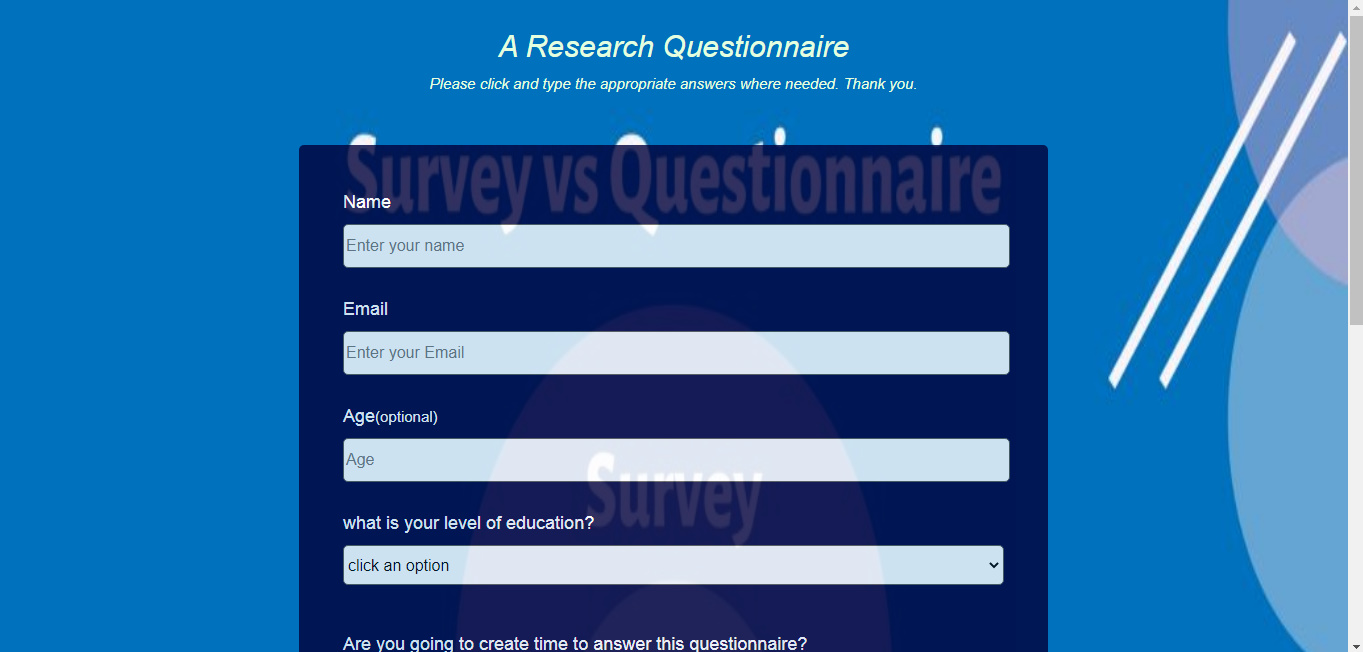 A Research Questionnaire
Please click and type the appropriate answers where needed. Thank you.
Survey vs Questionnaire
Name
Enter your name
Email
Enter your Email
Age(optional)
Age
Survey
what is your level of education?
click an option
Are you going to create time to answer this questionnaire?